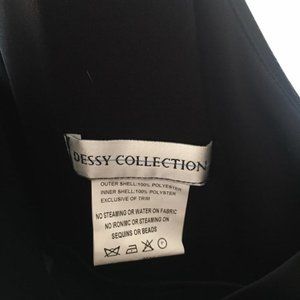 DESSY COLLECTION
OUTER SHELL:100% POLYESTER
INNER SHELL:100% POLYESTER
EXCLUSIVE OF TRIM
NO STEAMING OR WATER ON FABRIC
NO IRONING OR STEAMING ON
SEQUINS OR BEADS